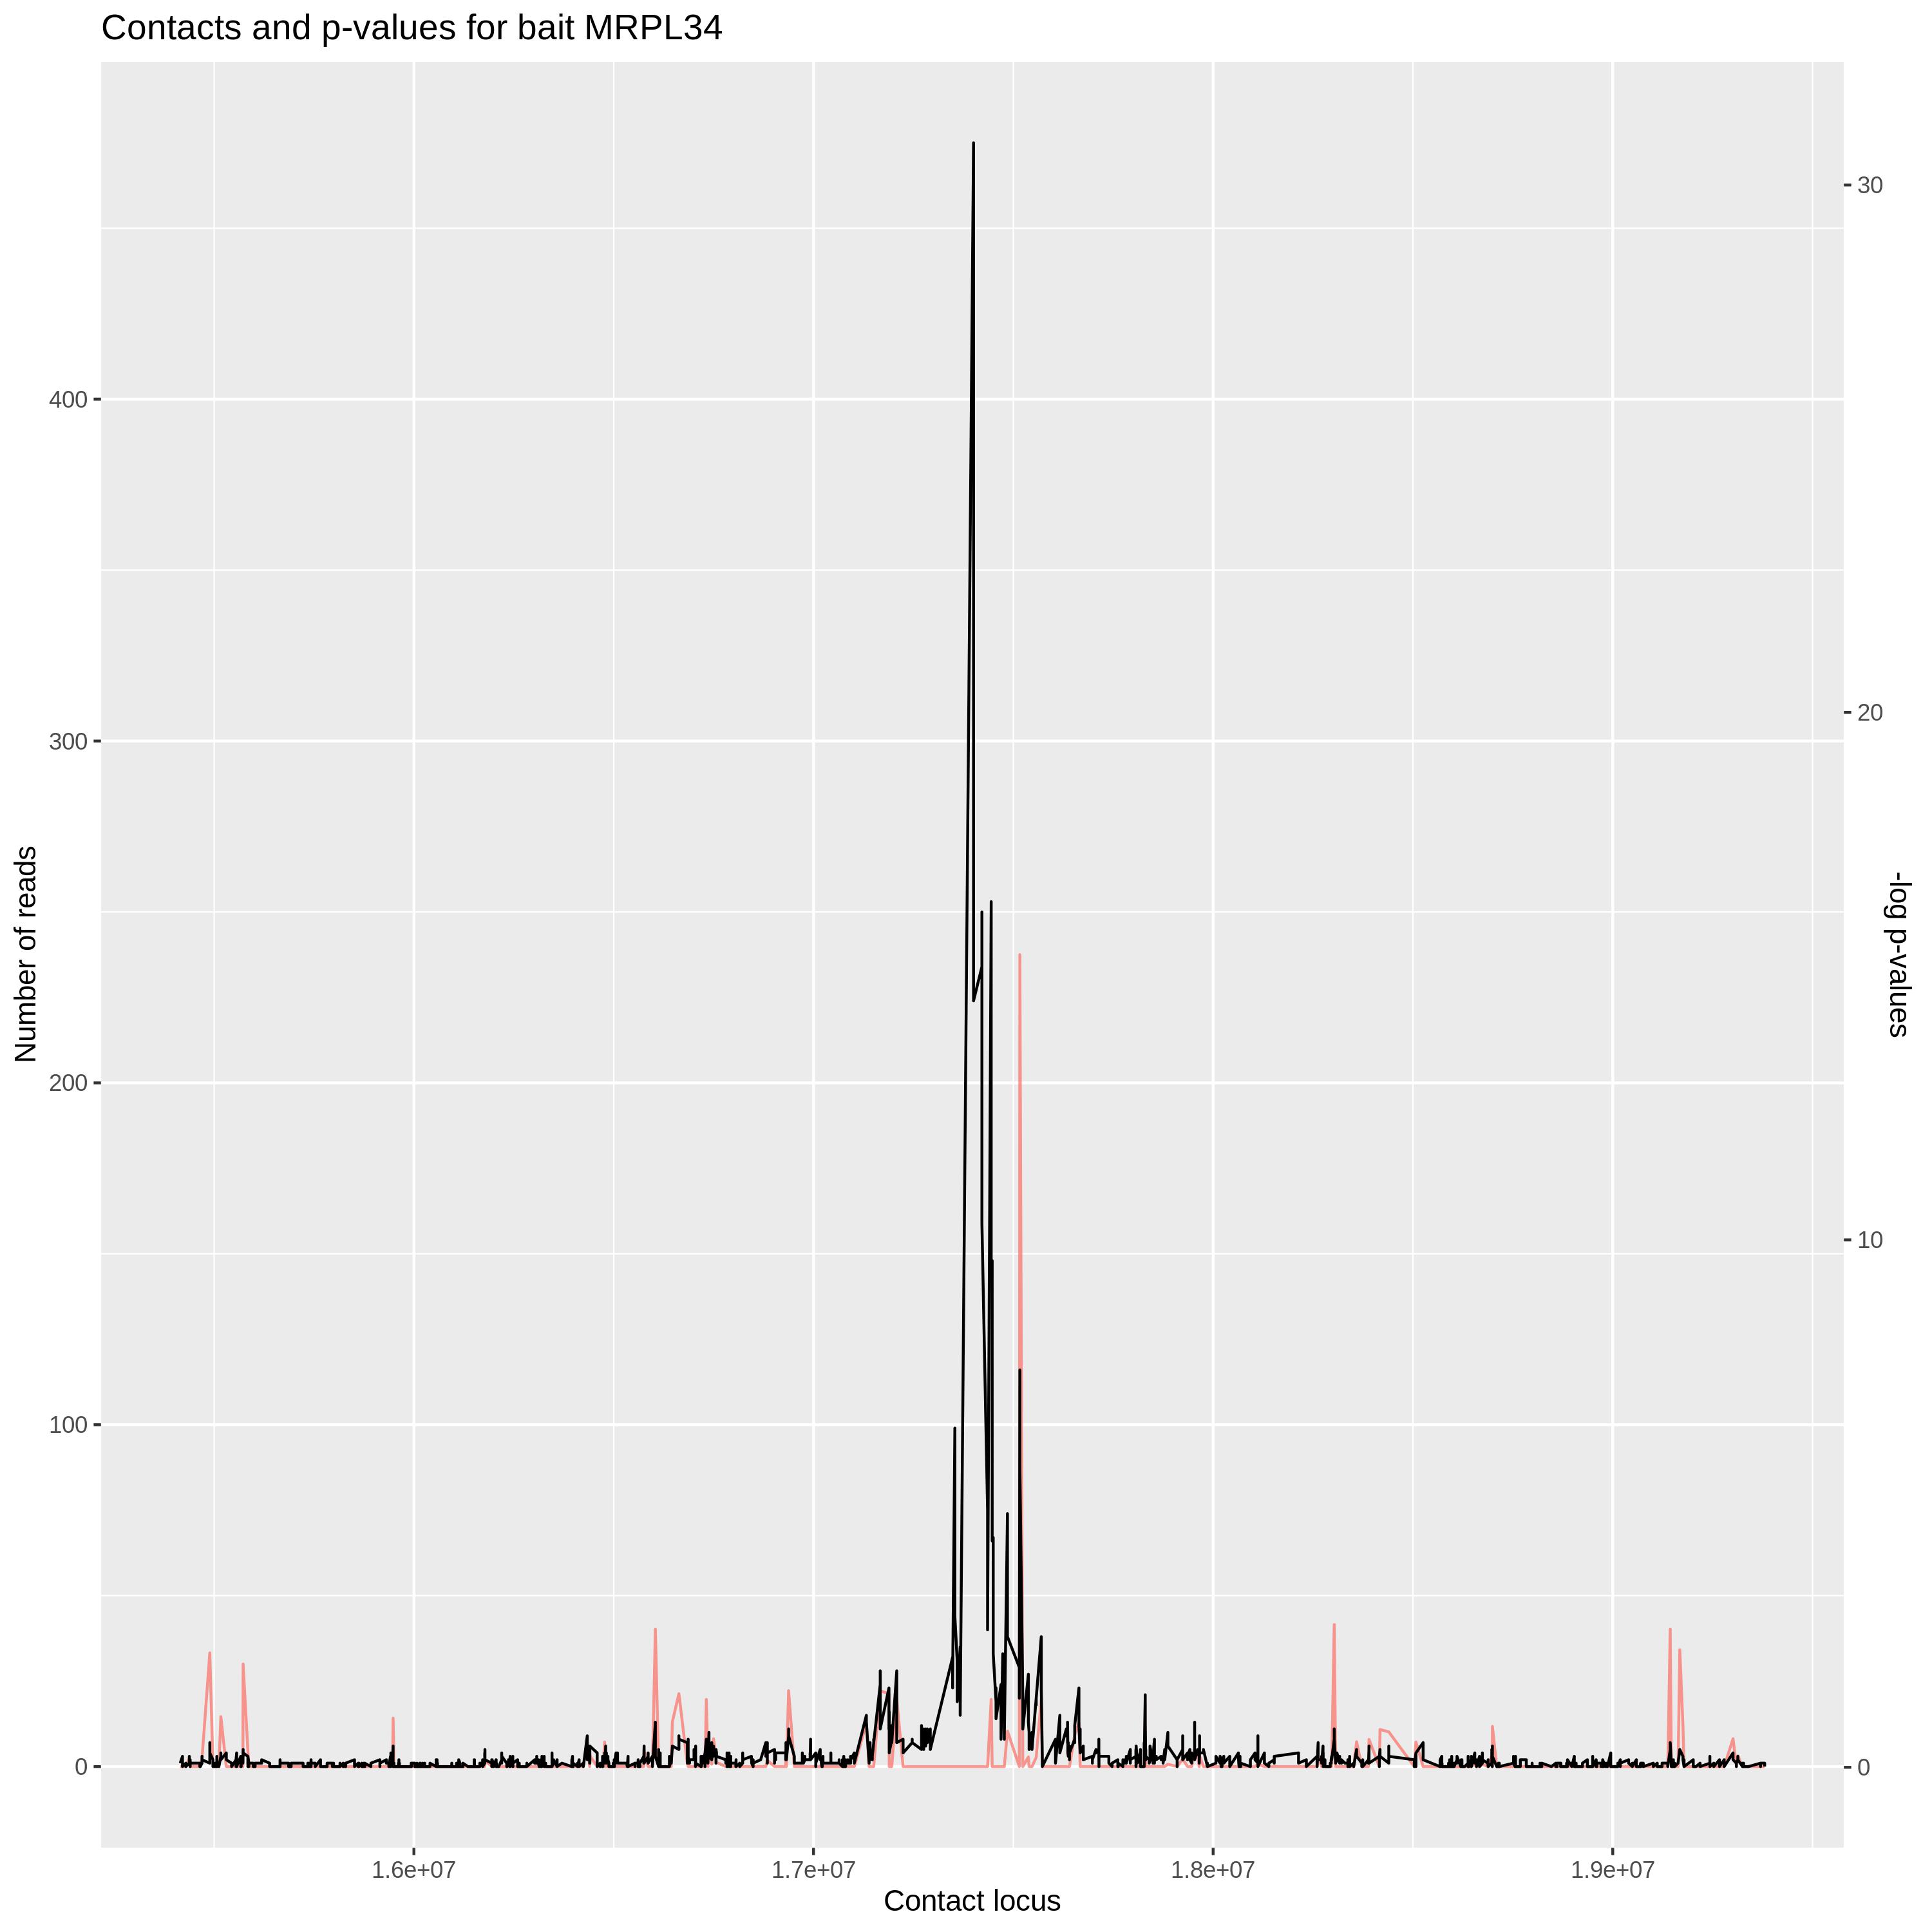 Contacts and p-values for bait MRPL34
Number of reads
400
300
200
100
0
30
20
10
0
-log p-values
1.6e+07 1.7e+07 1.8e+07 1.9e+07
Contact locus